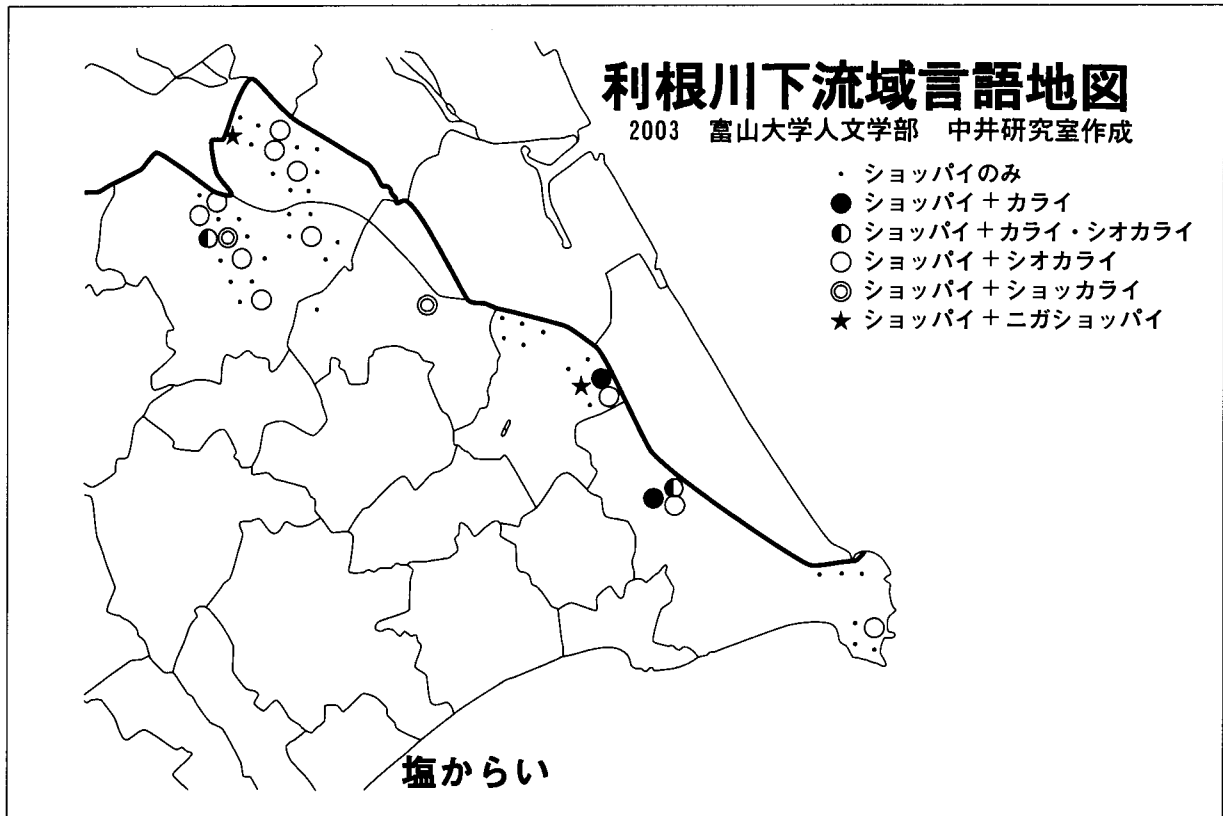 利根川下流域言語地図
2003 富山大学人文学部 中井研究室作成
・ ショッパイのみ
● ショッパイ＋カライ
◐ ショッパイ＋カライ・シオカライ
○ ショッパイ＋シオカライ
◎ ショッパイ＋ショッカライ
★ ショッパイ＋ニガショッパイ
塩からい